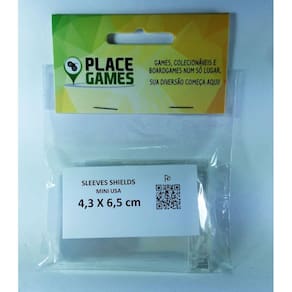 PLACE
GAMES
GAMES, COLECIONÁVEIS E
BOARDGAMES NUM SÓ LUGAR,
SUA DIVERSÃO COMEÇA AQUI!
SLEEVES SHIELDS
MINI USA
4,3 X 6,5 cm